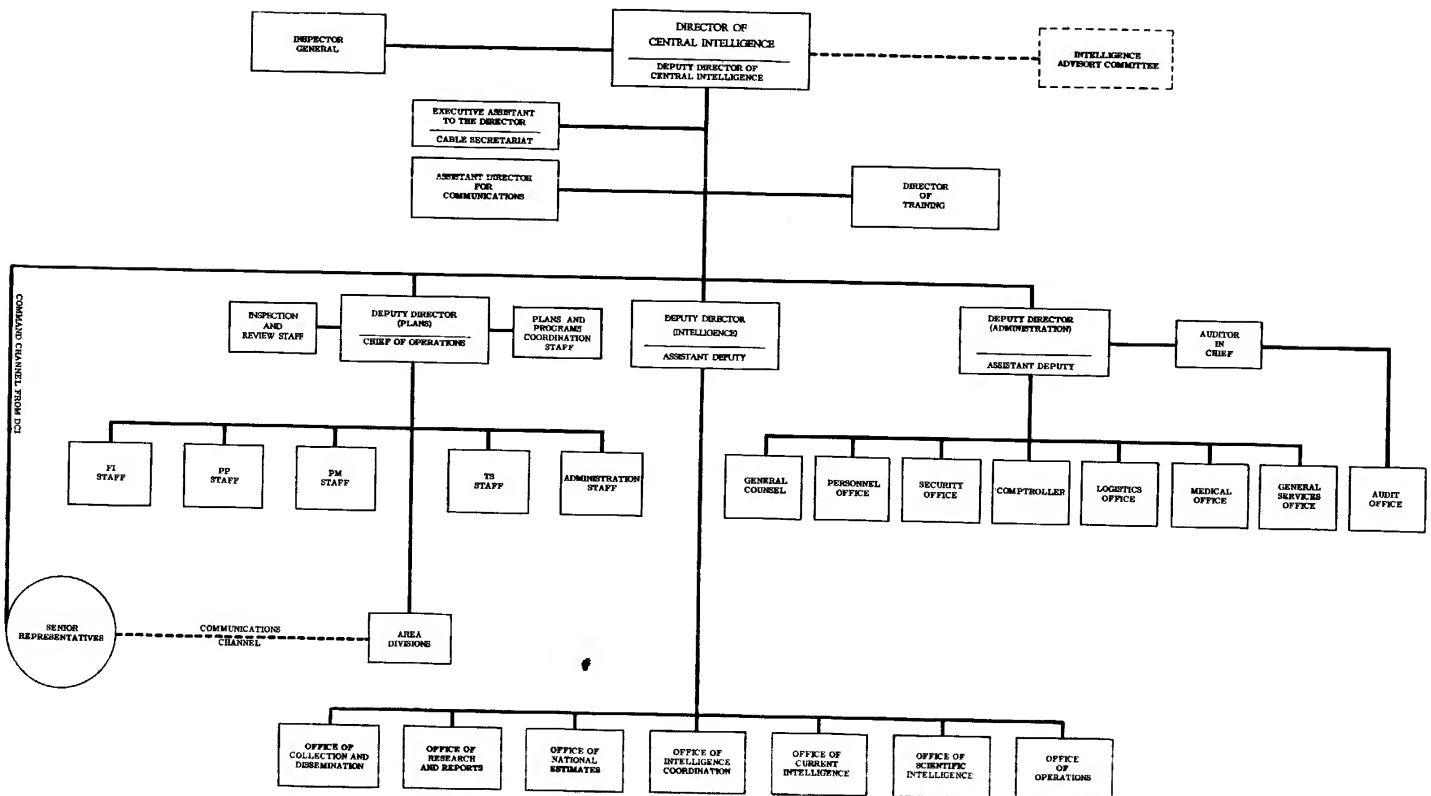 INSPECTOR
GENERAL
DIRECTOR OF
CENTRAL INTELLIGENCE
DEPUTY DIRECTOR OF
CENTRAL INTELLIGENCE
INTELLIGENCE
ADVISORY COMMITTEE
EXECUTIVE ASSISTANT
TO THE DIRECTOR
CABLE SECRETARIAT
ASSISTANT DIRECTOR
FOR
COMMUNICATIONS
DIRECTOR
OF
TRAINING
COMMAND CHANNEL FROM DCI
INSPECTION
AND
REVIEW STAFF
DEPUTY DIRECTOR
(PLANS)
CHIEF OF OPERATIONS
PLANS AND
PROGRAMS
COORDINATION
STAFF
DEPUTY DIRECTOR
(INTELLIGENCE)
ASSISTANT DEPUTY
DEPUTY DIRECTOR
(ADMINISTRATION)
ASSISTANT DEPUTY
AUDITOR
IN
CHIEF
FI
STAFF
PP
STAFF
PM
STAFF
TS
STAFF
ADMINISTRATION
STAFF
GENERAL
COUNSEL
PERSONNEL
OFFICE
SECURITY
OFFICE
COMPTROLLER
LOGISTICS
OFFICE
MEDICAL
OFFICE
GENERAL
SERVICES
OFFICE
AUDIT
OFFICE
SENIOR
REPRESENTATIVES
COMMUNICATIONS
CHANNEL
AREA
DIVISIONS
OFFICE OF
COLLECTION AND
DISSEMINATION
OFFICE OF
RESEARCH
AND REPORTS
OFFICE OF
NATIONAL
ESTIMATES
OFFICE OF
INTELLIGENCE
COORDINATION
OFFICE OF
CURRENT
INTELLIGENCE
OFFICE OF
SCIENTIFIC
INTELLIGENCE
OFFICE
OF
OPERATIONS